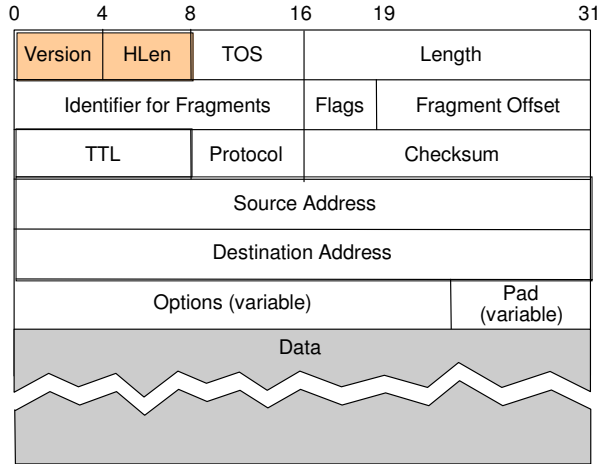 0 4 8 16 19 31
Version HLen TOS Length
Identifier for Fragments Flags Fragment Offset
TTL Protocol Checksum
Source Address
Destination Address
Options (variable) Pad
(variable)
Data